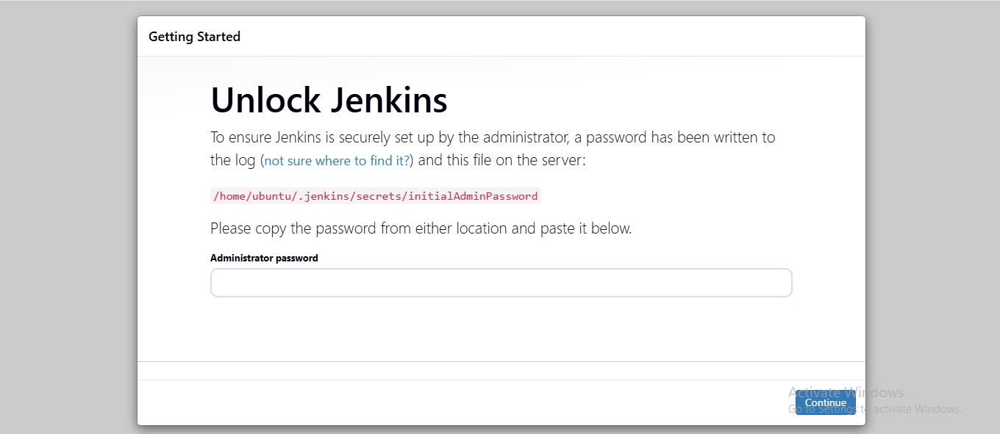 Getting Started
Unlock Jenkins
To ensure Jenkins is securely set up by the administrator, a password has been written to
the log (not sure where to find it?) and this file on the server:
/home/ubuntu/.jenkins/secrets/initialAdminPassword
Please copy the password from either location and paste it below.
Administrator password
Activate Windows
Continue
Go to Settings to activate Windows.